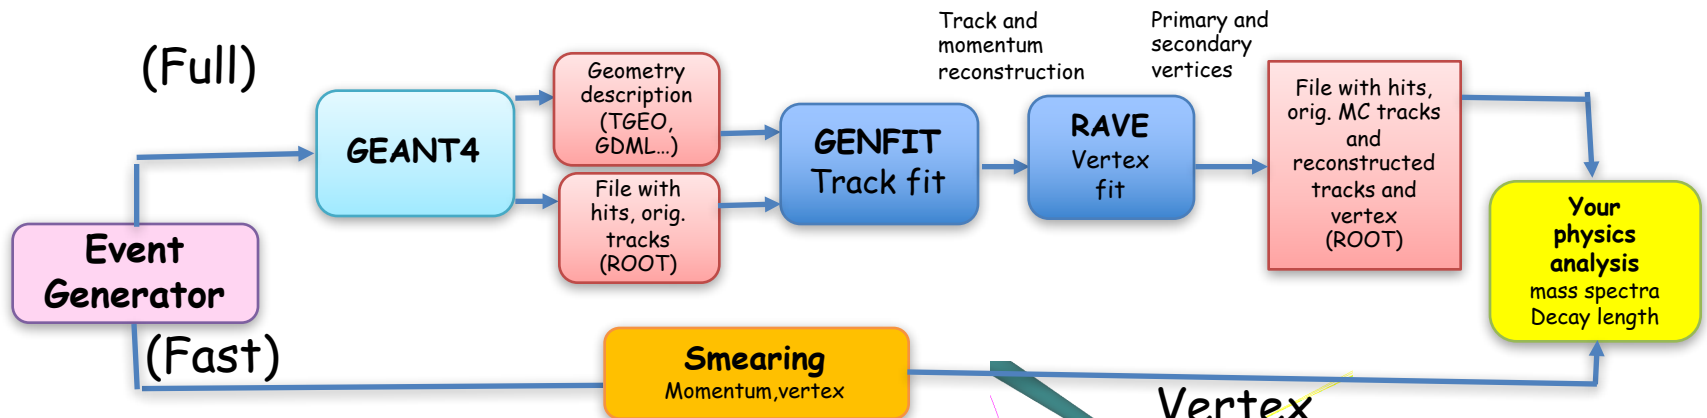 (Full)
Event
Generator
(Fast)
GEANT4
Geometry
description
(TGEO,
GDML...)
File with
hits, orig.
tracks
(ROOT)
GENFIT
Track fit
Track and
momentum
reconstruction
RAVE
Vertex
fit
Primary and
secondary
vertices
File with hits,
orig. MC tracks
and
reconstructed
tracks and
vertex
(ROOT)
Your
physics
analysis
mass spectra
Decay length
Smearing
Momentum,vertex
Vertex